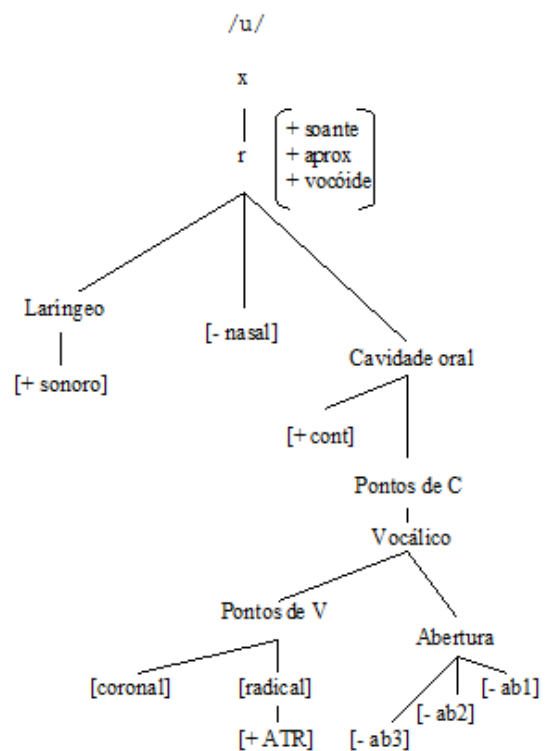 /u/
x
+ soante
r
+ aprox
+ vocóide
Laríngeo
[- nasal]
Cavidade oral
[+ sonoro]
[+ cont]
Pontos de C
Vocálico
Pontos de V
Abertura
[coronal]
[radical]
[- ab1]
[- ab2]
[+ ATR]
[- ab3]